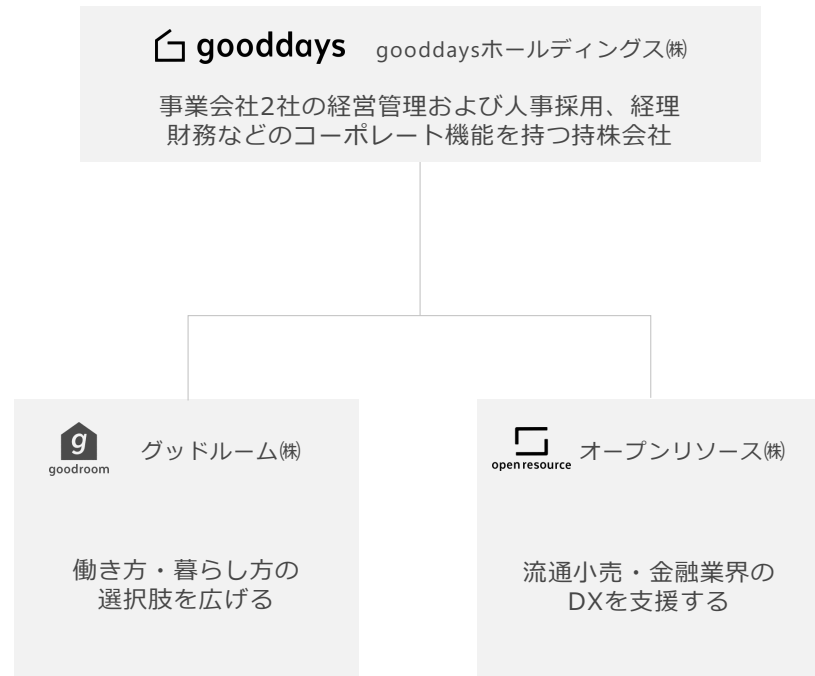 gooddays gooddaysホールディングス㈱
事業会社2社の経営管理および人事採用、経理
財務などのコーポレート機能を持つ持株会社
g
goodroom
グッドルーム㈱
働き方・暮らし方の
選択肢を広げる
open resource
オープンリソース㈱
流通小売・金融業界の
DXを支援する